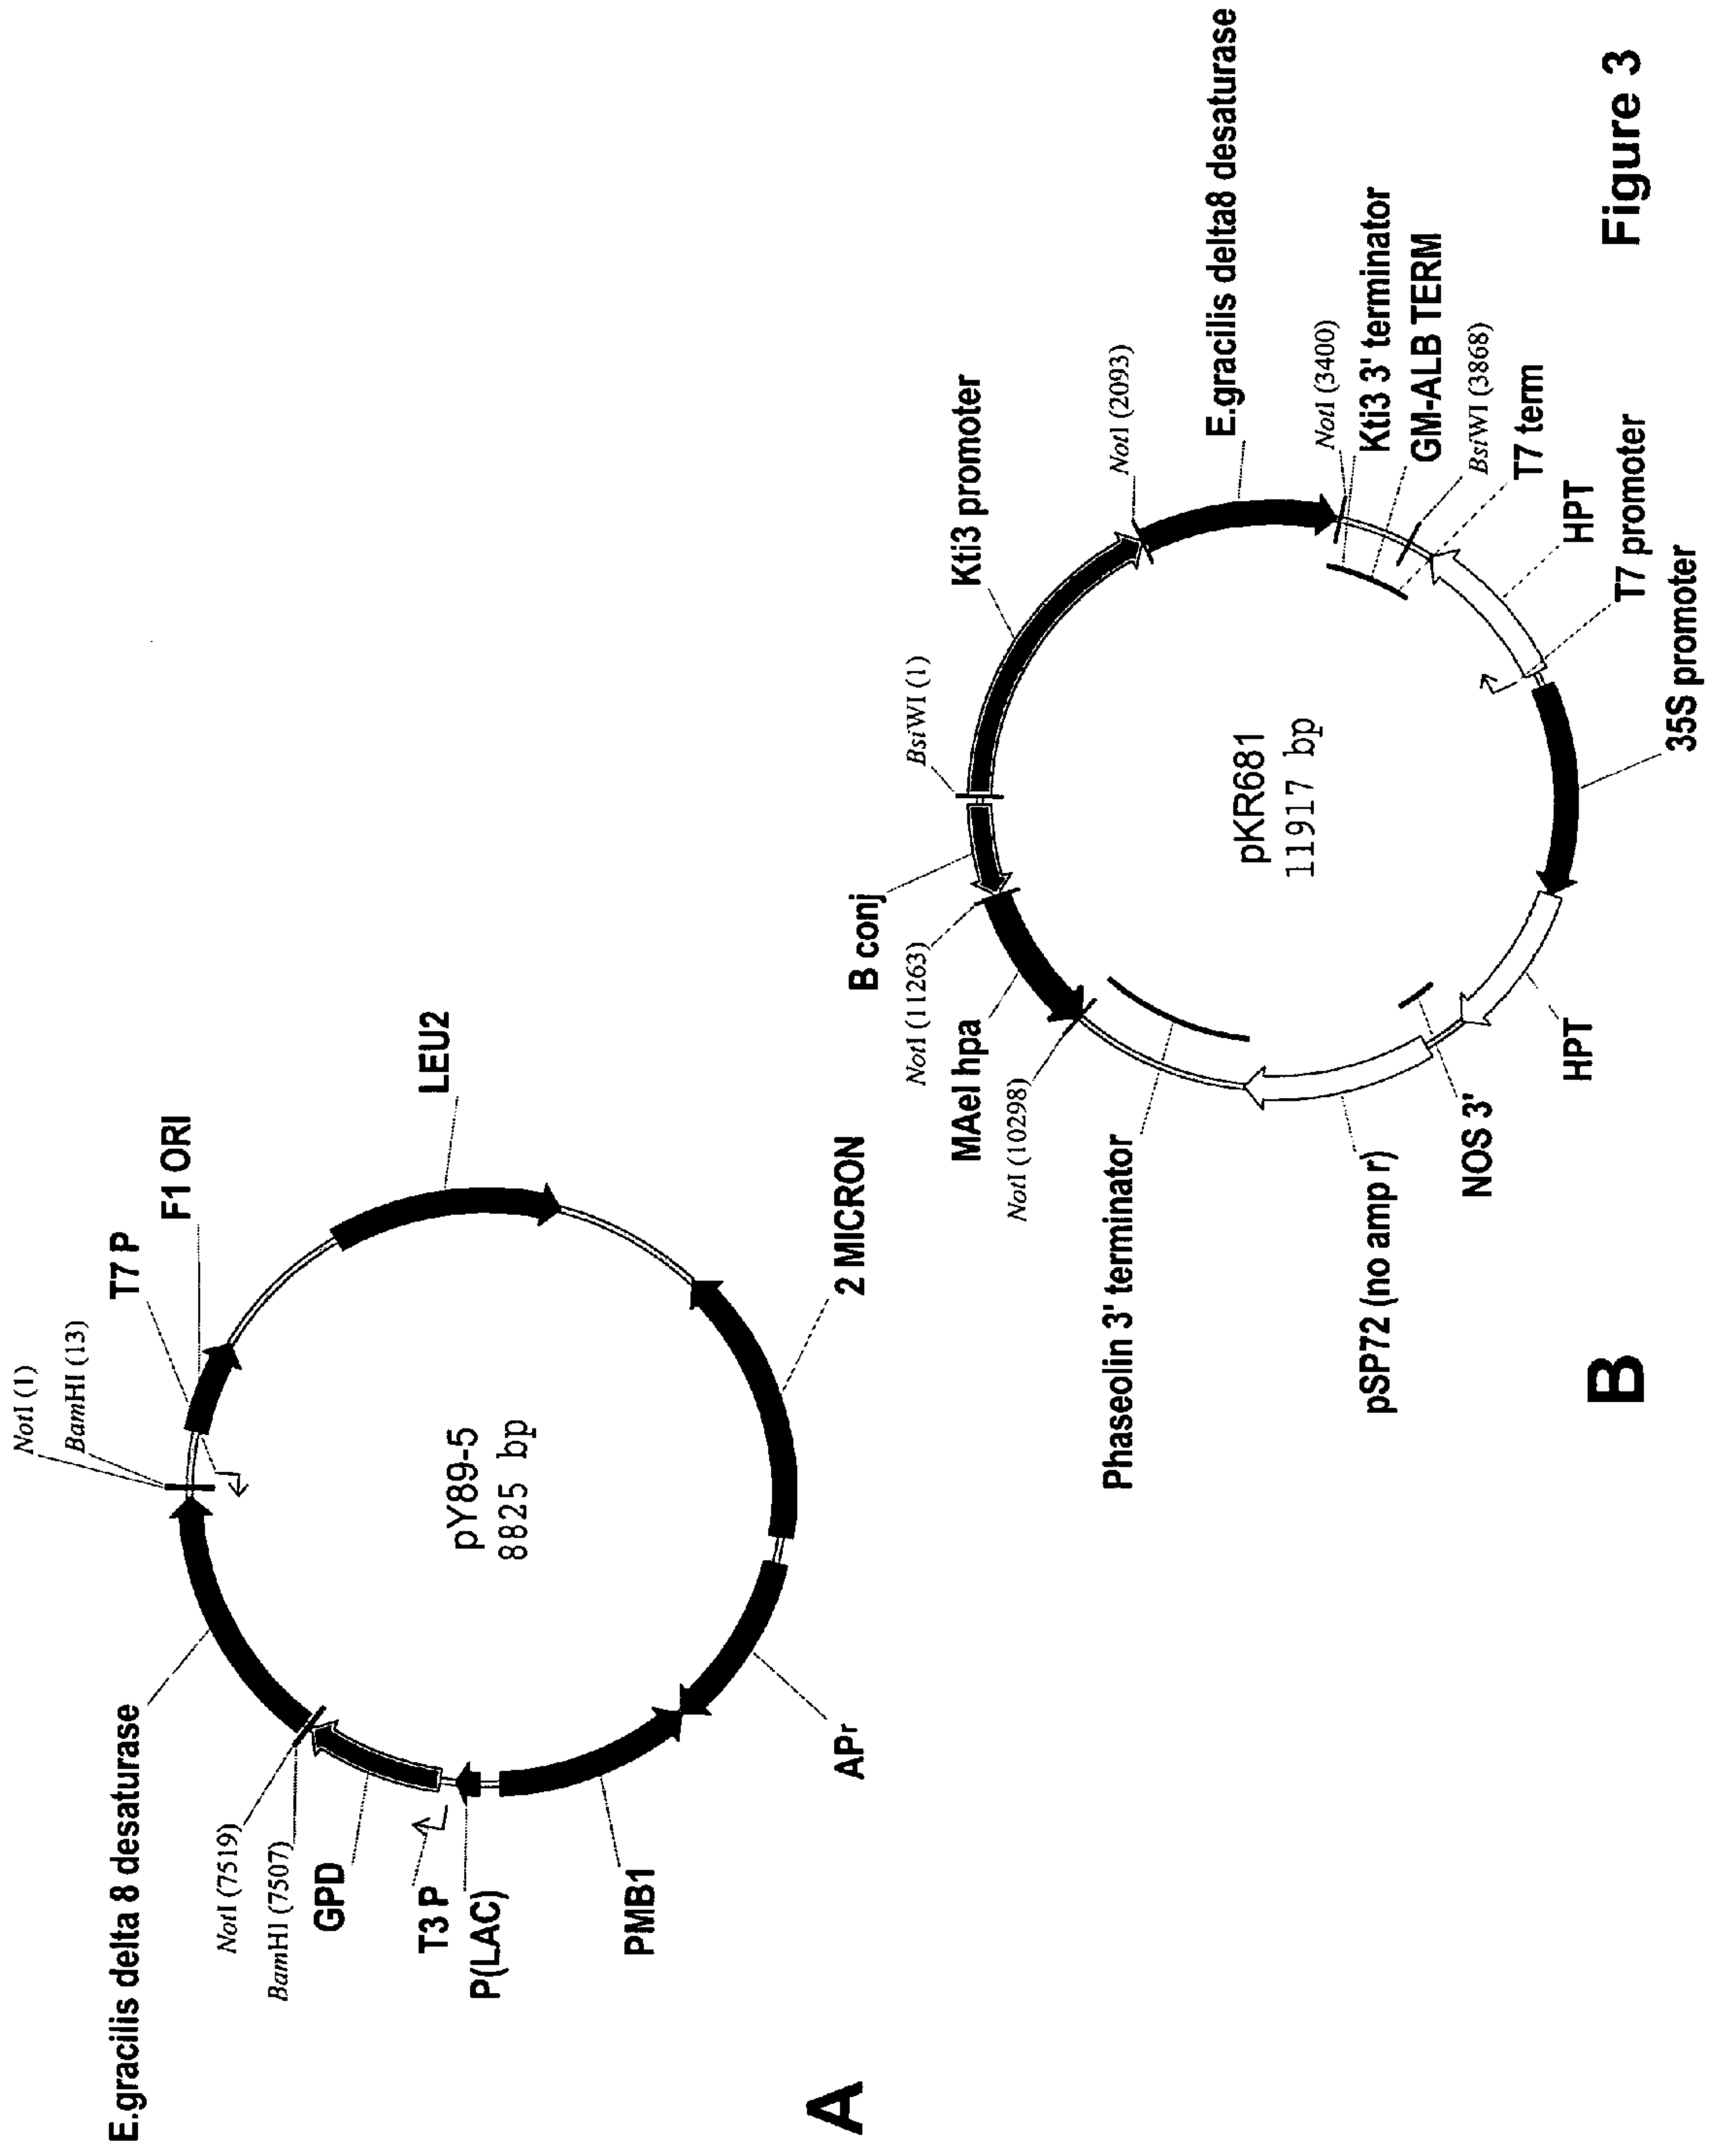 NotI (1)
BamHI (13)
T7 P
F1 ORI
E.gracilis delta 8 desaturase
LEU2
NotI (7519)
BamHI (7507)
GPD
pY89-5
8825 bp
T3 P
P(LAC)
PMB1
APr
2 MICRON
A
BsiWI (1)
B conj
Kti3 promoter
NotI (11263)
MAel hpa
NotI (10298)
NotI (2093)
Phaseolin 3' terminator
E.gracilis delta8 desaturase
pKR681
11917 bp
NotI (3400)
Kti3 3' terminator
GM-ALB TERM
BsiWI (3868)
pSP72 (no amp r)
NOS 3'
T7 term
HPT
HPT
T7 promoter
35S promoter
B
Figure 3